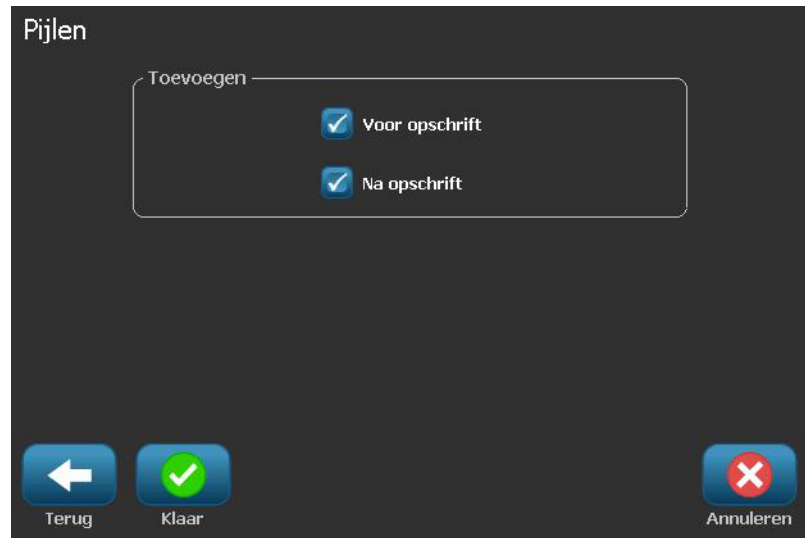 Pijlen
Toevoegen
Voor opschrift
Na opschrift
Terug Klaar Annuleren